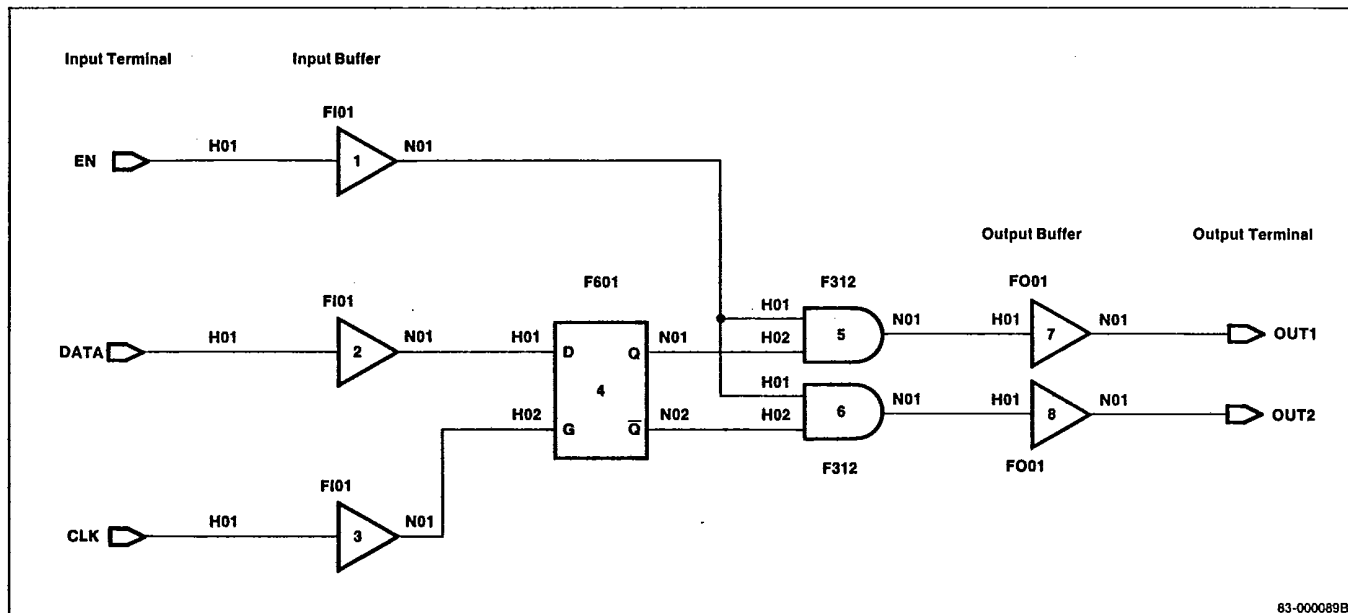 Input Terminal Input Buffer
FI01
EN H01 1 N01
Output Buffer Output Terminal
F601 F312 FO01
FI01
H01 5 N01 H01 7 N01 OUT1
DATA H01 2 N01 H01 D Q N01 H02
4
H01 6 N01 H01 8 N01 OUT2
H02 G Q̅ N02 H02
F312 FO01
FI01
CLK H01 3 N01
83-000089B